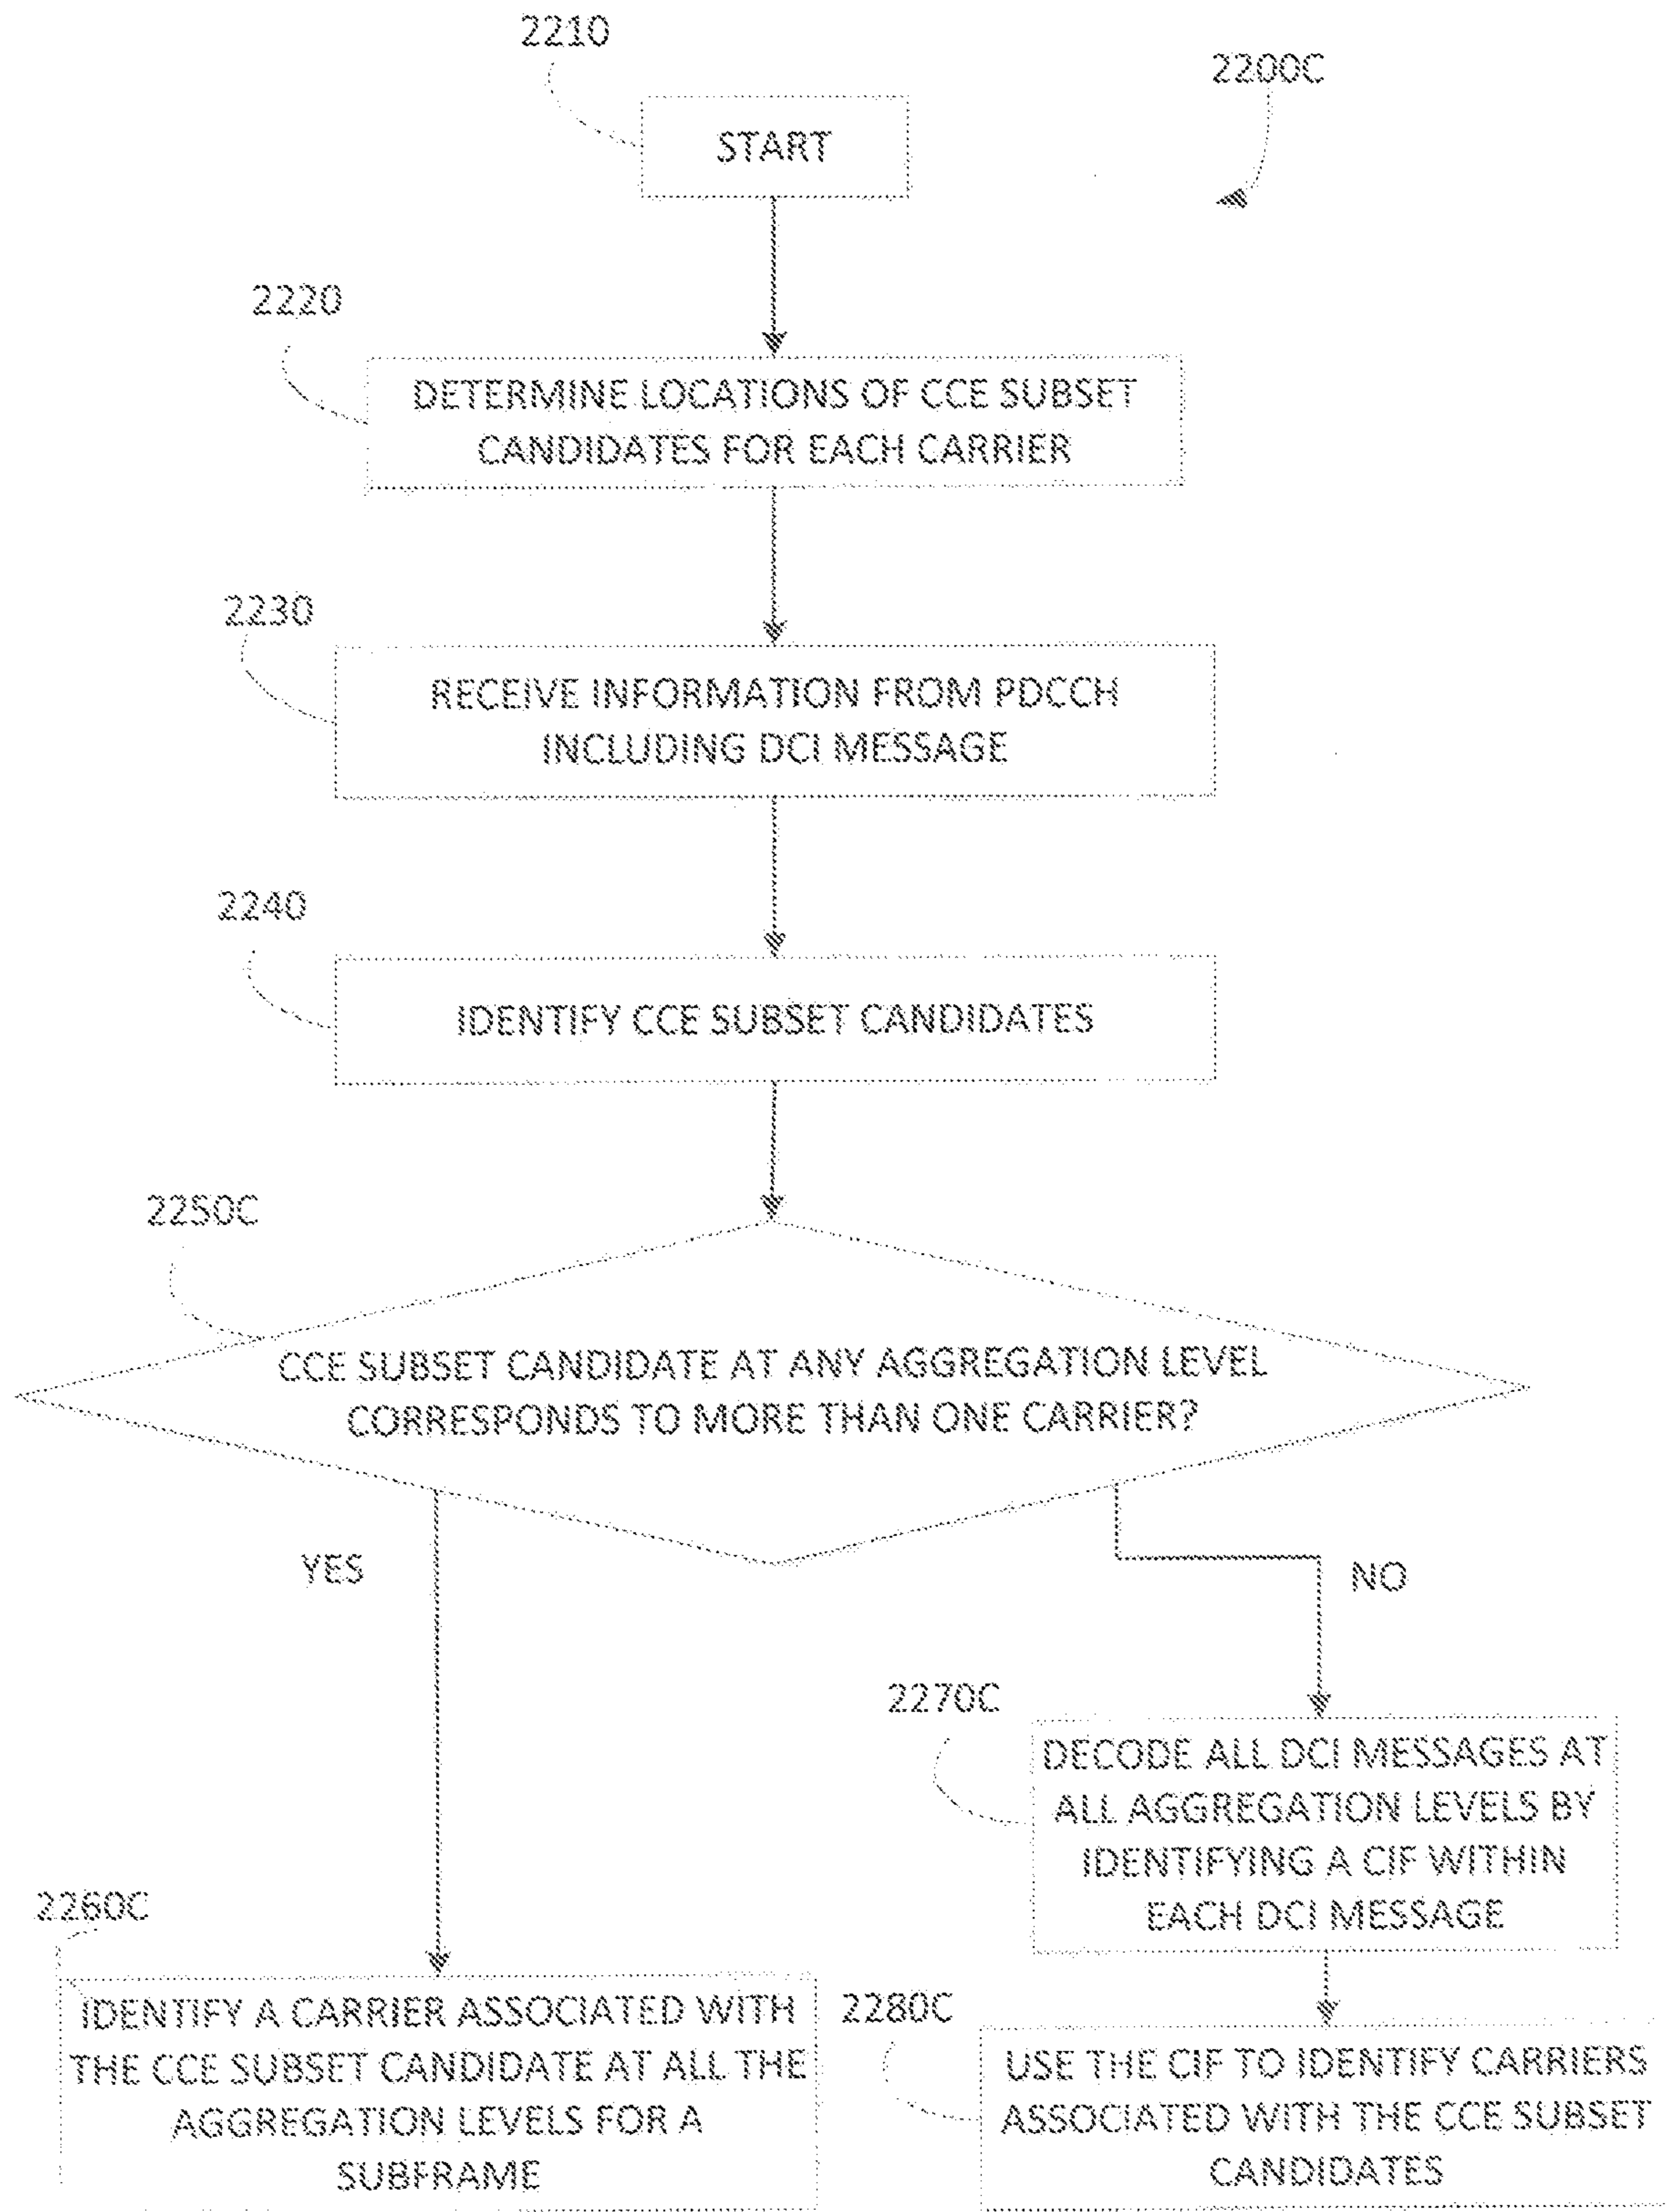 2210
2200C
START
2220
DETERMINE LOCATIONS OF CCE SUBSET
CANDIDATES FOR EACH CARRIER
2230
RECEIVE INFORMATION FROM PDCCH
INCLUDING DCI MESSAGE
2240
IDENTIFY CCE SUBSET CANDIDATES
2250C
CCE SUBSET CANDIDATE AT ANY AGGREGATION LEVEL
CORRESPONDS TO MORE THAN ONE CARRIER?
YES
NO
2270C
DECODE ALL DCI MESSAGES AT
ALL AGGREGATION LEVELS BY
IDENTIFYING A CIF WITHIN
EACH DCI MESSAGE
2260C
IDENTIFY A CARRIER ASSOCIATED WITH
THE CCE SUBSET CANDIDATE AT ALL THE
AGGREGATION LEVELS FOR A
SUBFRAME
2280C
USE THE CIF TO IDENTIFY CARRIERS
ASSOCIATED WITH THE CCE SUBSET
CANDIDATES